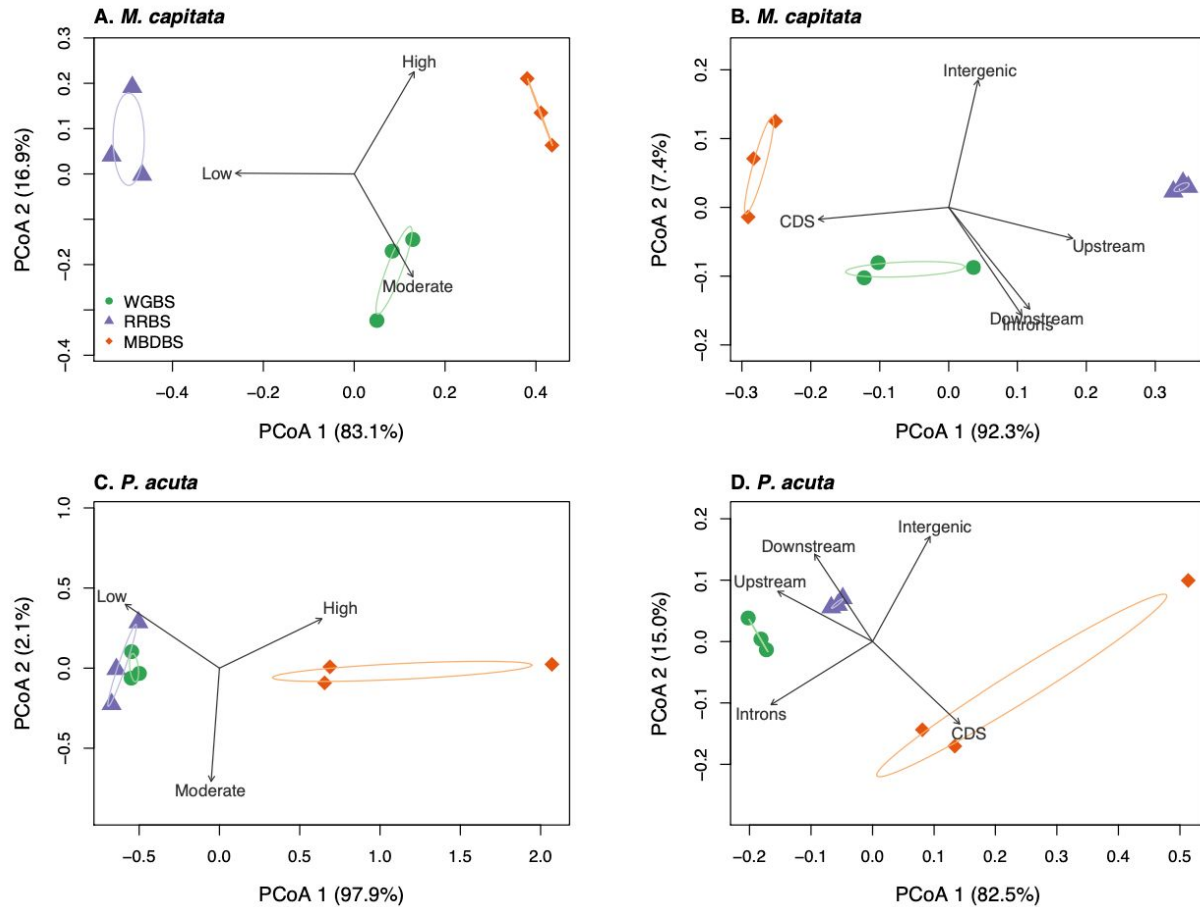 A. M. capitata
PCoA 2 (16.9%)
0.3
0.2
0.1
0.0
−0.2
−0.4
High
Low
Moderate
WGBS
RRBS
MBDBS
−0.4 −0.2 0.0 0.2 0.4
PCoA 1 (83.1%)
B. M. capitata
PCoA 2 (7.4%)
0.2
0.1
0.0
−0.1
−0.2
Intergenic
CDS
Upstream
Downstream
Introns
−0.3 −0.1 0.0 0.1 0.2 0.3
PCoA 1 (92.3%)
C. P. acuta
PCoA 2 (2.1%)
1.0
0.5
0.0
−0.5
Low
High
Moderate
−0.5 0.0 0.5 1.0 1.5 2.0
PCoA 1 (97.9%)
D. P. acuta
PCoA 2 (15.0%)
0.2
0.1
0.0
−0.1
−0.2
Intergenic
Downstream
Upstream
Introns
CDS
−0.2 0.0 0.1 0.2 0.3 0.4 0.5
PCoA 1 (82.5%)